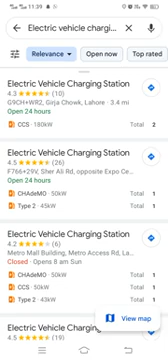 11:39
Electric vehicle chargi
Relevance
Open now
Top rated
Electric Vehicle Charging Station
4.3 (10)
G9CH+WR2, Girja Chowk, Lahore · 3.4 mi
Open 24 hours
CCS · 180kW Total 2
Electric Vehicle Charging Station
4.5 (26)
F766+29V, Sher Ali Rd, opposite Expo Ce...
Open 24 hours
CHAdeMO · 50kW Total 1
Type 2 · 45kW Total 1
Electric Vehicle Charging Station
4.2 (6)
Metro Mall Building, Metro Access Rd, La...
Closed · Opens 8 am Sun
CHAdeMO · 50kW Total 1
CCS · 50kW Total 1
Type 2 · 43kW
View map
Electric Vehicle Charging Station
4.5 (19)